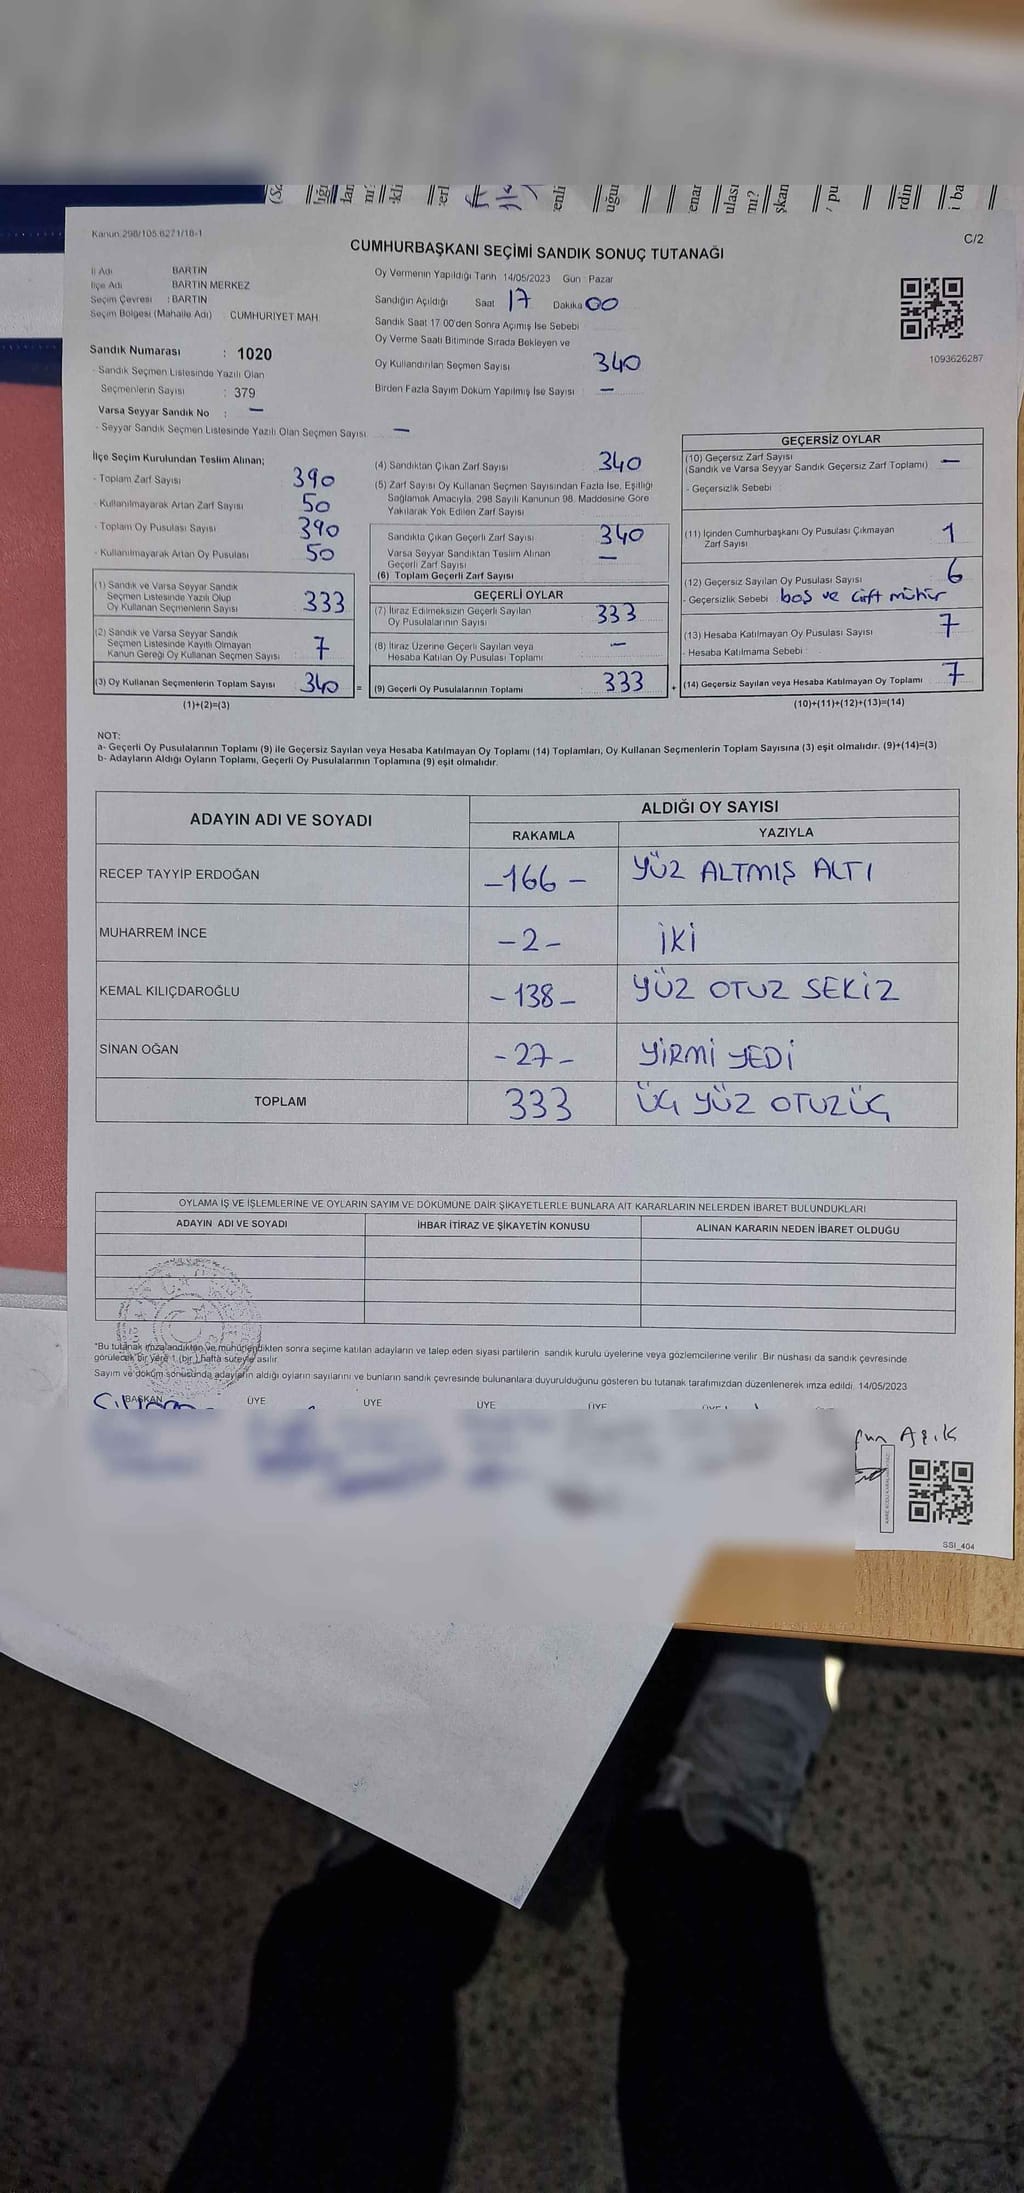 Kanun 298/105.6271/18-1
C/2
CUMHURBAŞKANI SEÇİMİ SANDIK SONUÇ TUTANAĞI
İl Adı BARTIN
İlçe Adı BARTIN MERKEZ
Seçim Çevresi : BARTIN
Seçim Bölgesi (Mahalle Adı) CUMHURİYET MAH.
Sandık Numarası : 1020
- Sandık Seçmen Listesinde Yazılı Olan
Seçmenlerin Sayısı : 379
Varsa Seyyar Sandık No : —
- Seyyar Sandık Seçmen Listesinde Yazılı Olan Seçmen Sayısı —
Oy Vermenin Yapıldığı Tarih 14/05/2023 Gün : Pazar
Sandığın Açıldığı Saat 17 Dakika 00
Sandık Saat 17 00'den Sonra Açımış İse Sebebi
Oy Verme Saati Bitiminde Sırada Bekleyen ve
Oy Kullandırılan Seçmen Sayısı 340
Birden Fazla Sayım Döküm Yapılmış İse Sayısı —
1093626287
İlçe Seçim Kurulundan Teslim Alınan;
- Toplam Zarf Sayısı 390
- Kullanılmayarak Artan Zarf Sayısı 50
- Toplam Oy Pusulası Sayısı 390
- Kullanılmayarak Artan Oy Pusulası 50
(1) Sandık ve Varsa Seyyar Sandık
Seçmen Listesinde Yazılı Olup
Oy Kullanan Seçmenlerin Sayısı 333
(2) Sandık ve Varsa Seyyar Sandık
Seçmen Listesinde Kayıtlı Olmayan
Kanun Gereği Oy Kullanan Seçmen Sayısı 7
(3) Oy Kullanan Seçmenlerin Toplam Sayısı 340 =
(1)+(2)=(3)
(4) Sandıktan Çıkan Zarf Sayısı 340
(5) Zarf Sayısı Oy Kullanan Seçmen Sayısından Fazla İse, Eşitliği
Sağlamak Amacıyla, 298 Sayılı Kanunun 98. Maddesine Göre
Yakılarak Yok Edilen Zarf Sayısı
Sandıkta Çıkan Geçerli Zarf Sayısı 340
Varsa Seyyar Sandıktan Teslim Alınan
Geçerli Zarf Sayısı —
(6) Toplam Geçerli Zarf Sayısı
GEÇERLİ OYLAR
(7) İtiraz Edilmeksizin Geçerli Sayılan
Oy Pusulalarının Sayısı 333
(8) İtiraz Üzerine Geçerli Sayılan veya
Hesaba Katılan Oy Pusulası Toplamı —
(9) Geçerli Oy Pusulalarının Toplamı 333 +
GEÇERSİZ OYLAR
(10) Geçersiz Zarf Sayısı
(Sandık ve Varsa Seyyar Sandık Geçersiz Zarf Toplamı) —
- Geçersizlik Sebebi :
(11) İçinden Cumhurbaşkanı Oy Pusulası Çıkmayan
Zarf Sayısı 1
(12) Geçersiz Sayılan Oy Pusulası Sayısı 6
- Geçersizlik Sebebi boş ve Çift mühür
(13) Hesaba Katılmayan Oy Pusulası Sayısı 7
- Hesaba Katılmama Sebebi :
(14) Geçersiz Sayılan veya Hesaba Katılmayan Oy Toplamı 7
(10)+(11)+(12)+(13)=(14)
NOT:
a- Geçerli Oy Pusulalarının Toplamı (9) ile Geçersiz Sayılan veya Hesaba Katılmayan Oy Toplamı (14) Toplamları, Oy Kullanan Seçmenlerin Toplam Sayısına (3) eşit olmalıdır. (9)+(14)=(3)
b- Adayların Aldığı Oyların Toplamı, Geçerli Oy Pusulalarının Toplamına (9) eşit olmalıdır.
ADAYIN ADI VE SOYADI
ALDIĞI OY SAYISI
RAKAMLA YAZIYLA
RECEP TAYYİP ERDOĞAN -166- YÜZ ALTMIŞ ALTI
MUHARREM İNCE -2- İKİ
KEMAL KILIÇDAROĞLU -138- YÜZ OTUZ SEKİZ
SİNAN OĞAN -27- YİRMİ YEDİ
TOPLAM 333 ÜÇ YÜZ OTUZÜÇ
OYLAMA İŞ VE İŞLEMLERİNE VE OYLARIN SAYIM VE DÖKÜMÜNE DAİR ŞİKAYETLERLE BUNLARA AİT KARARLARIN NELERDEN İBARET BULUNDUKLARI
ADAYIN ADI VE SOYADI İHBAR İTİRAZ VE ŞİKAYETİN KONUSU ALINAN KARARIN NEDEN İBARET OLDUĞU
*Bu tutanak imzalandıktan ve mühürlendikten sonra seçime katılan adayların ve talep eden siyasi partilerin sandık kurulu üyelerine veya gözlemcilerine verilir. Bir nüshası da sandık çevresinde
görülecek bir yere 1 (bir) hafta süreyle asılır.
Sayım ve döküm sonucunda adayların aldığı oyların sayılarını ve bunların sandık çevresinde bulunanlara duyurulduğunu gösteren bu tutanak tarafımızdan düzenlenerek imza edildi. 14/05/2023
BAŞKAN ÜYE ÜYE ÜYE ÜYE
Açık
SSI_404